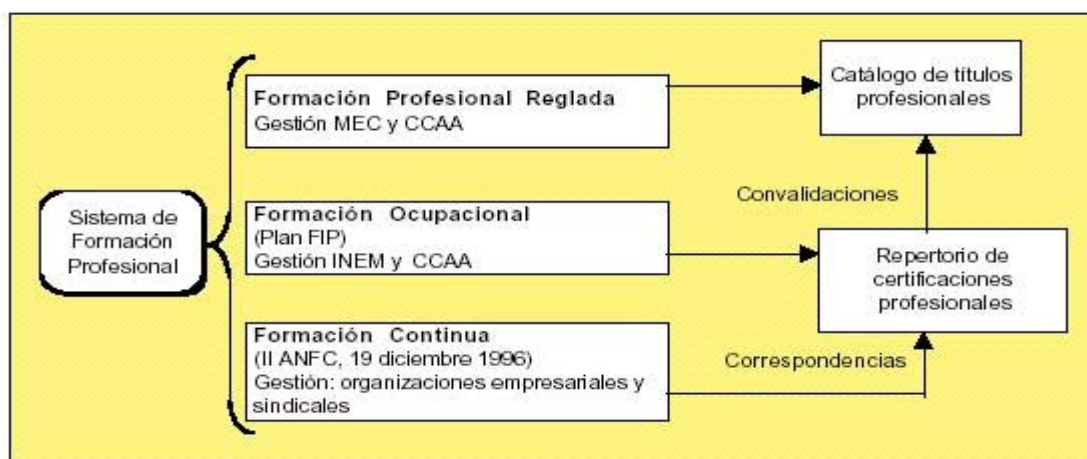 Sistema de
Formación
Profesional
Formación Profesional Reglada
Gestión MEC y CCAA
Formación Ocupacional
(Plan FIP)
Gestión INEM y CCAA
Formación Continua
(II ANFC, 19 diciembre 1996)
Gestión: organizaciones empresariales y
sindicales
Catálogo de títulos
profesionales
Convalidaciones
Repertorio de
certificaciones
profesionales
Correspondencias